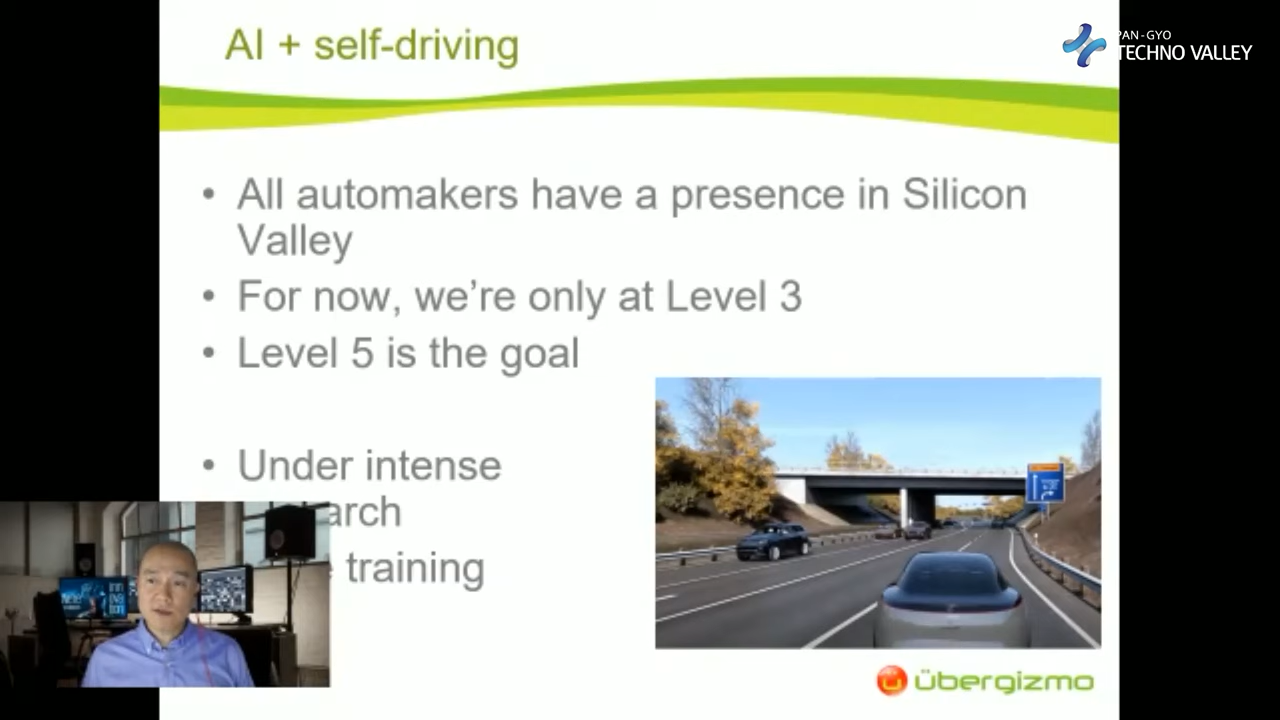 AI + self-driving
PAN-GYO
TECHNO VALLEY
• All automakers have a presence in Silicon
Valley
• For now, we're only at Level 3
• Level 5 is the goal
• Under intense
arch
training
übergizmo